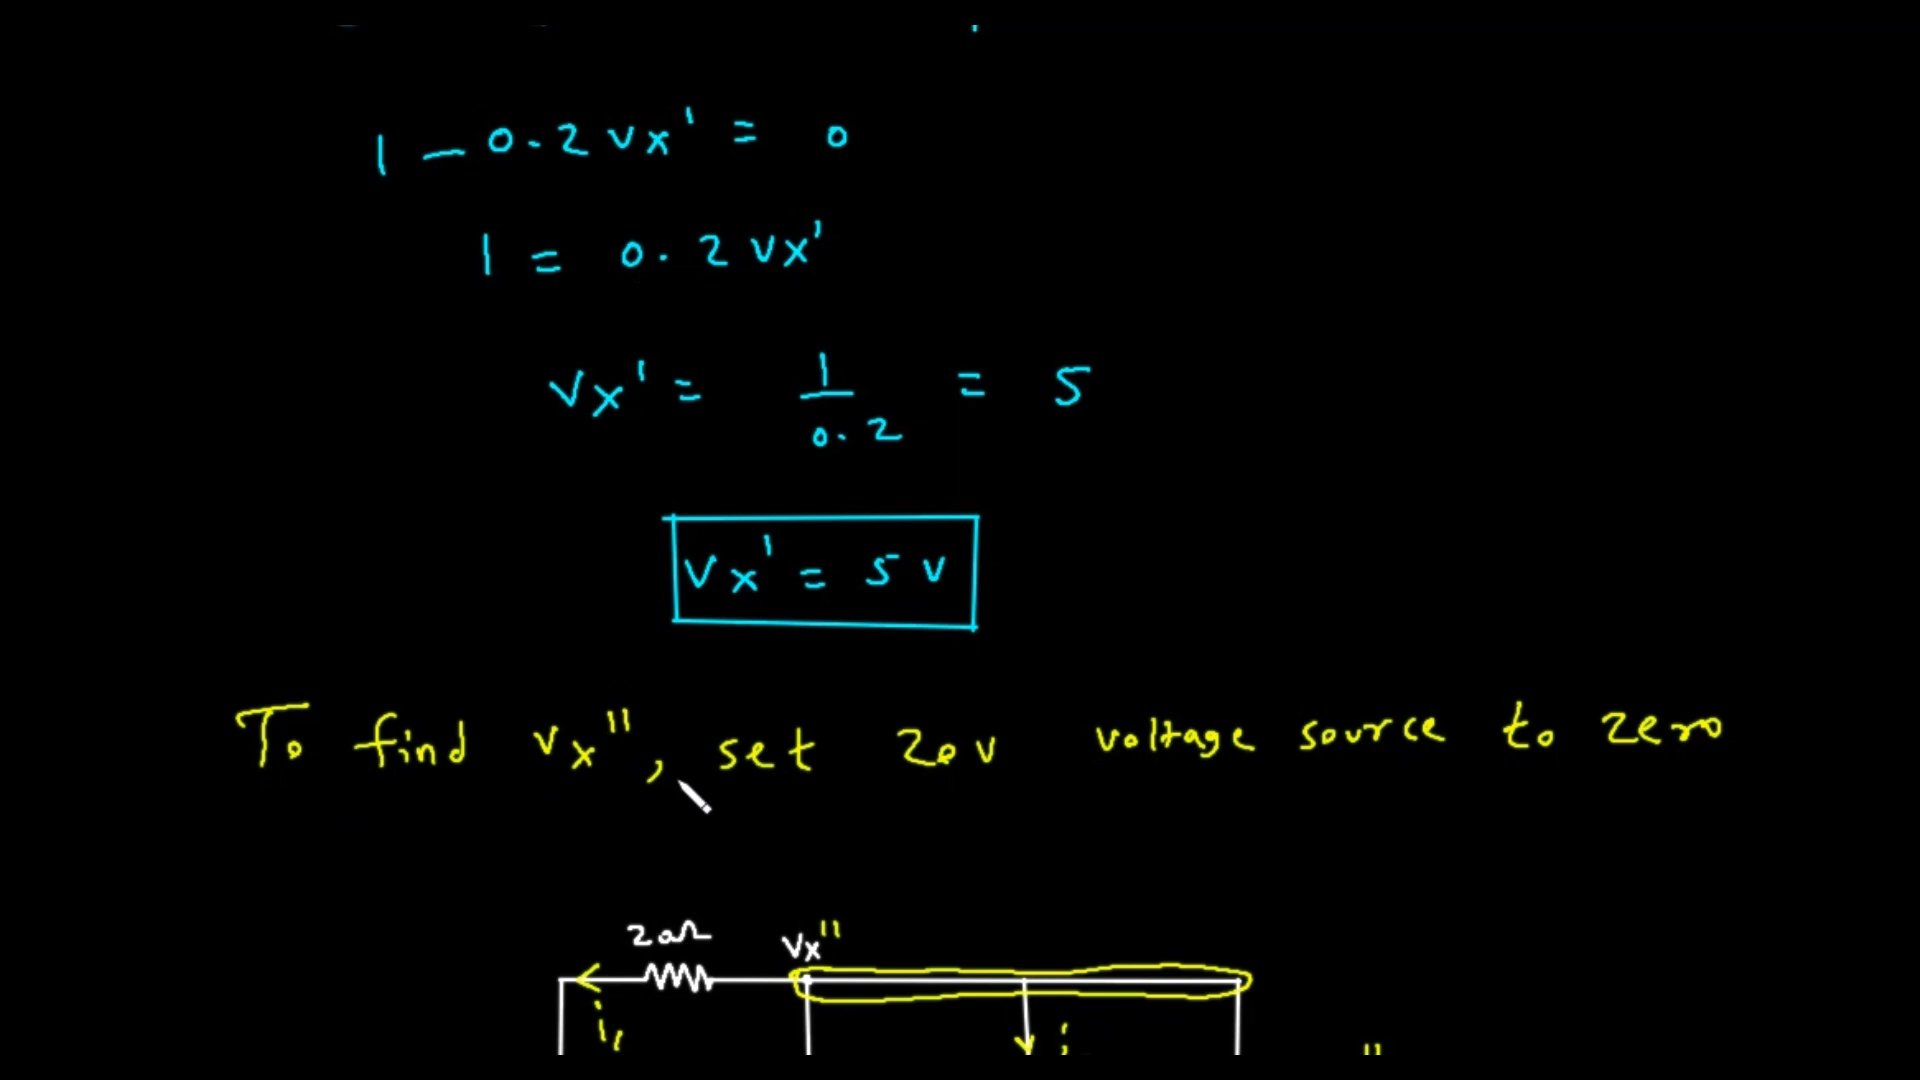 1 - 0.2 Vx' = 0
1 = 0.2 Vx'
Vx' = 1/0.2 = 5
Vx' = 5 V
To find Vx'', set 20V voltage source to zero
20Ω Vx''
i₁ i